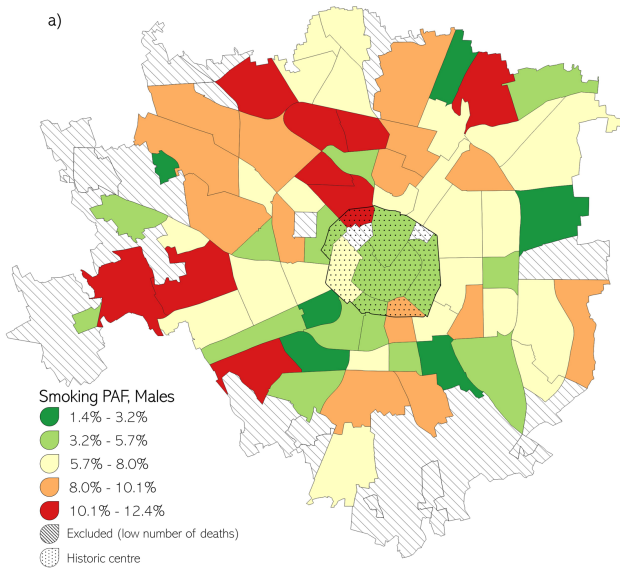 a)
Smoking PAF, Males
1.4% - 3.2%
3.2% - 5.7%
5.7% - 8.0%
8.0% - 10.1%
10.1% - 12.4%
Excluded (low number of deaths)
Historic centre